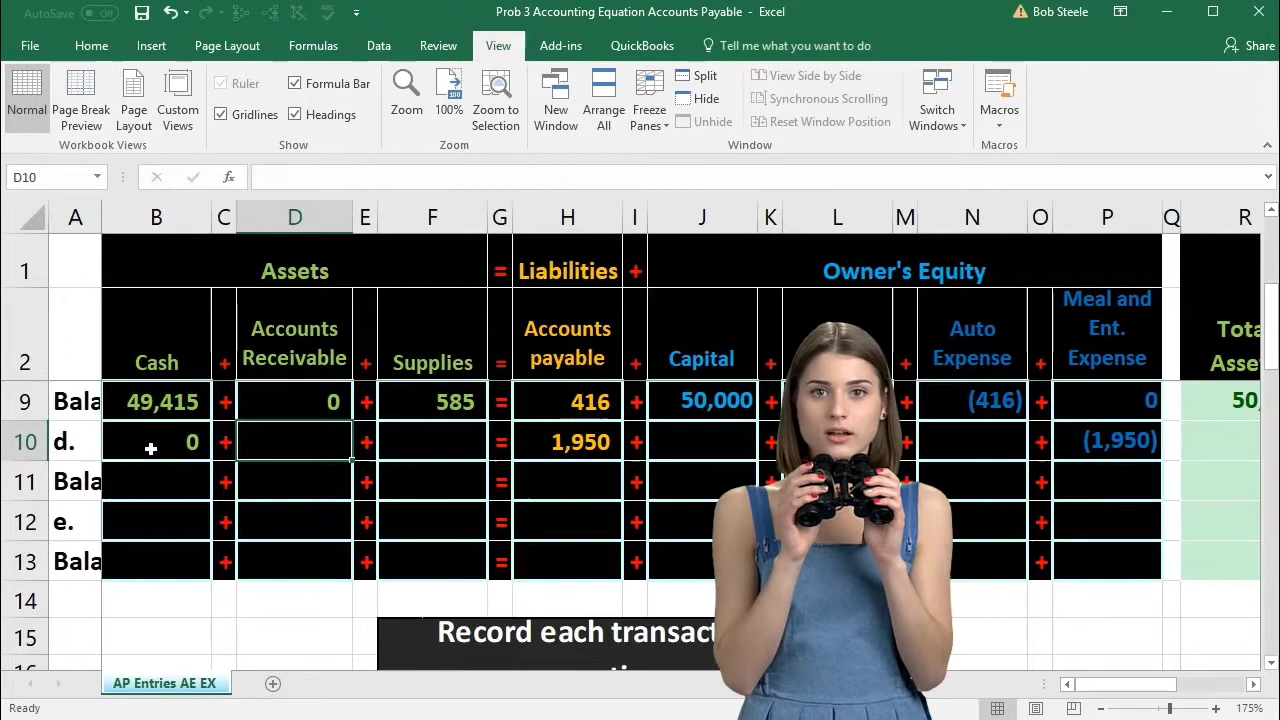 AutoSave Off Prob 3 Accounting Equation Accounts Payable - Excel Bob Steele
File Home Insert Page Layout Formulas Data Review View Add-ins QuickBooks Tell me what you want to do Share
Normal Page Break Preview Page Layout Custom Views
Workbook Views
Ruler Formula Bar
Gridlines Headings
Show
Zoom 100% Zoom to Selection
Zoom
New Window Arrange All Freeze Panes
Split
Hide
Unhide
View Side by Side
Synchronous Scrolling
Reset Window Position
Window
Switch Windows
Macros
Macros
D10 fx
A B C D E F G H I J K L M N O P Q R
1 Assets = Liabilities + Owner's Equity
2 Cash + Accounts Receivable + Supplies = Accounts payable + Capital + + Auto Expense + Meal and Ent. Expense Tota Asse
9 Bala 49,415 + 0 + 585 = 416 + 50,000 + + (416) + 0 50,
10 d. 0 + + = 1,950 + + + + (1,950)
11 Bala + + = + + + +
12 e. + + = + +
13 Bala + + = + +
14
15 Record each transact
AP Entries AE EX
Ready 175%